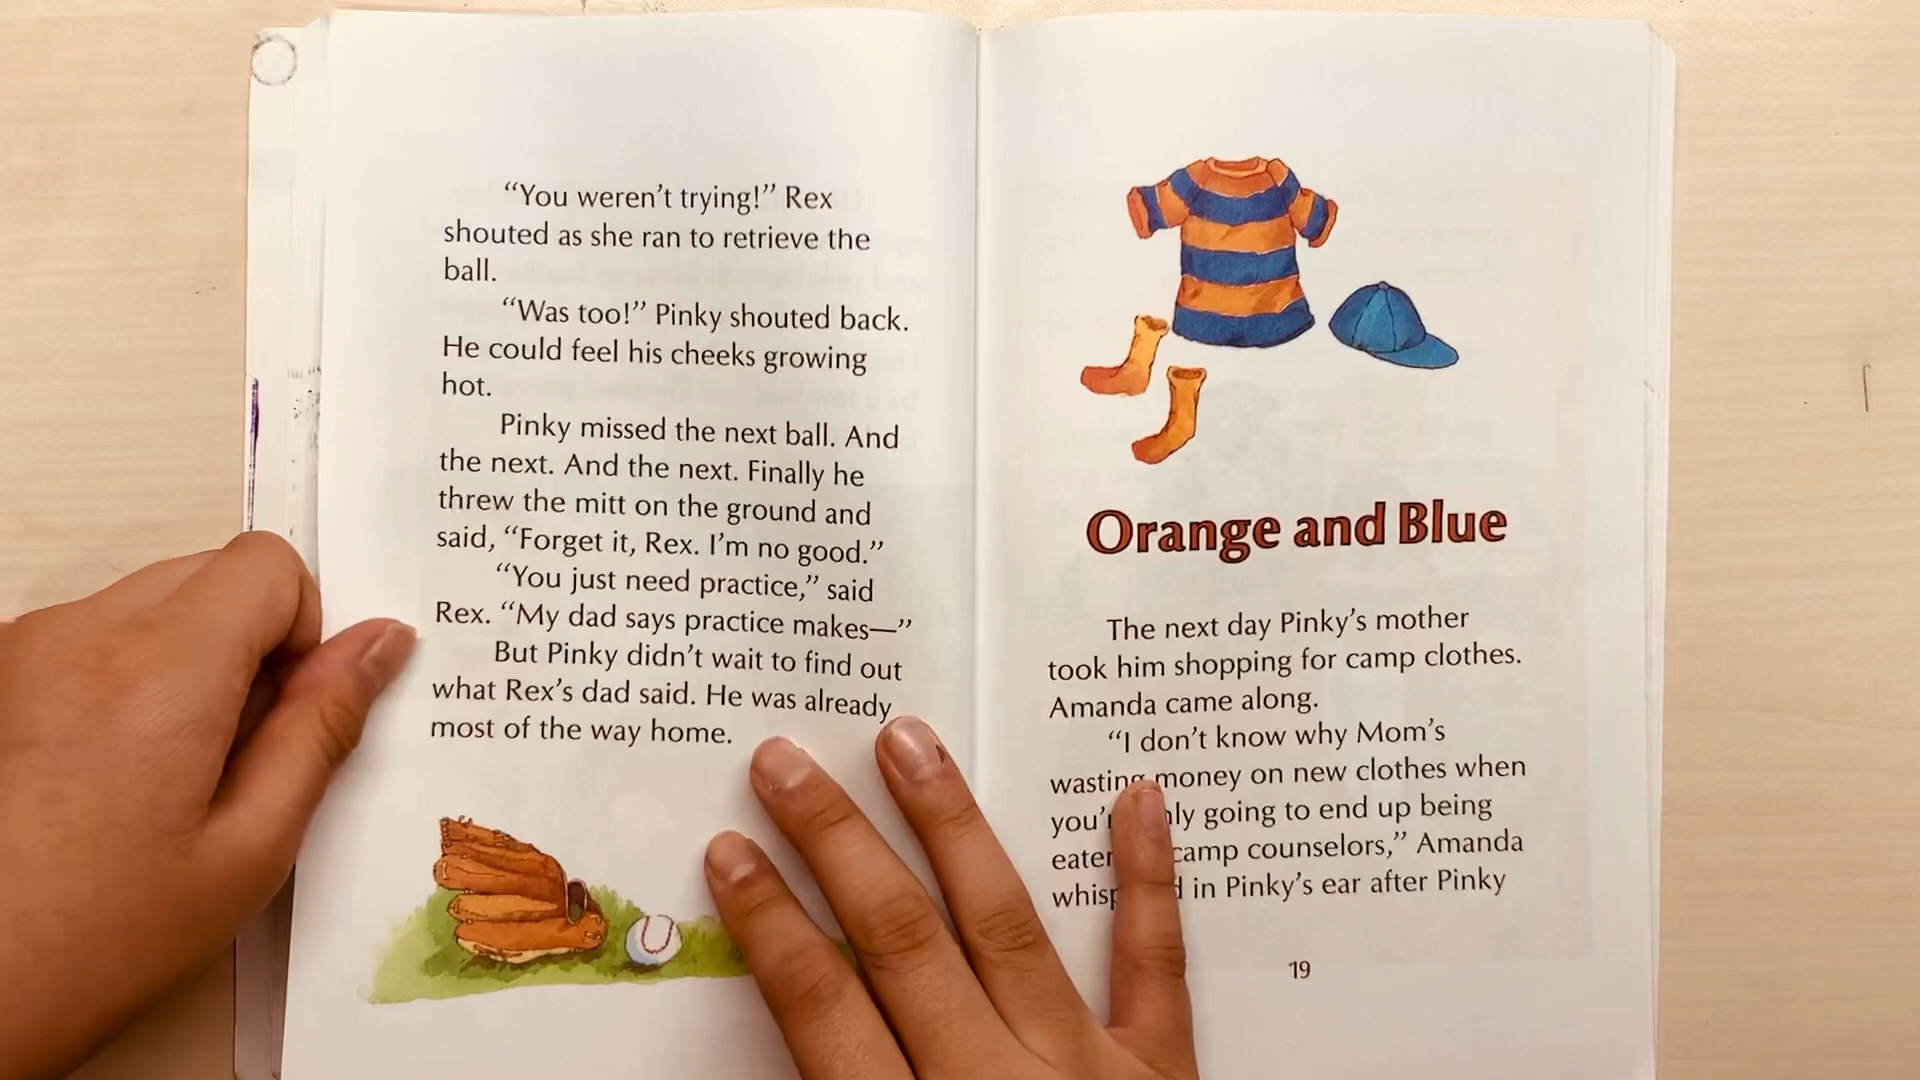 “You weren’t trying!” Rex
shouted as she ran to retrieve the
ball.
“Was too!” Pinky shouted back.
He could feel his cheeks growing
hot.
Pinky missed the next ball. And
the next. And the next. Finally he
threw the mitt on the ground and
said, “Forget it, Rex. I’m no good.”
“You just need practice,” said
Rex. “My dad says practice makes—”
But Pinky didn’t wait to find out
what Rex’s dad said. He was already
most of the way home.
Orange and Blue
The next day Pinky’s mother
took him shopping for camp clothes.
Amanda came along.
“I don’t know why Mom’s
wasting money on new clothes when
going to end up being
camp counselors,” Amanda
in Pinky’s ear after Pinky
19